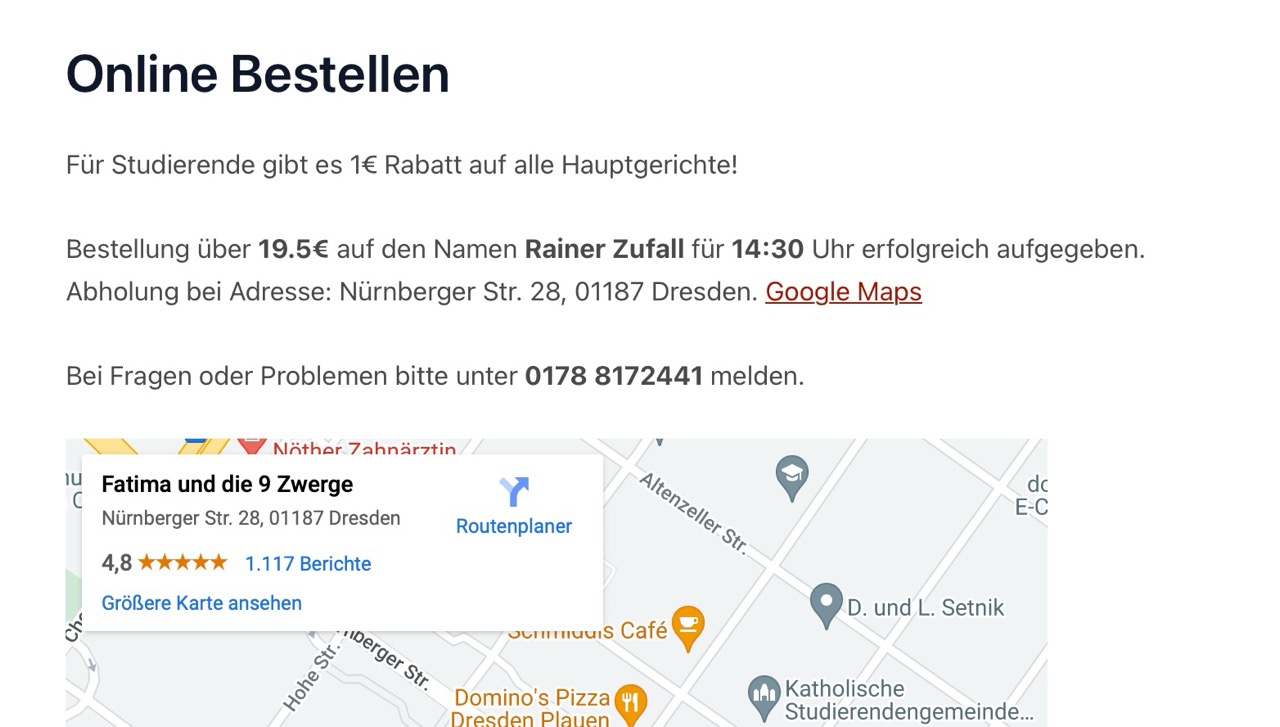 Online Bestellen
Für Studierende gibt es 1€ Rabatt auf alle Hauptgerichte!
Bestellung über 19.5€ auf den Namen Rainer Zufall für 14:30 Uhr erfolgreich aufgegeben.
Abholung bei Adresse: Nürnberger Str. 28, 01187 Dresden. Google Maps
Bei Fragen oder Problemen bitte unter 0178 8172441 melden.
Nöther Zahnärztin
Fatima und die 9 Zwerge
Nürnberger Str. 28, 01187 Dresden
4,8 ★★★★★ 1.117 Berichte
Größere Karte ansehen
Routenplaner
Altenzeller Str.
E-C
D. und L. Setnik
Schmidtis Café
Hohe Str.
nberger Str.
Domino's Pizza
Dresden Plauen
Katholische
Studierendengemeinde...